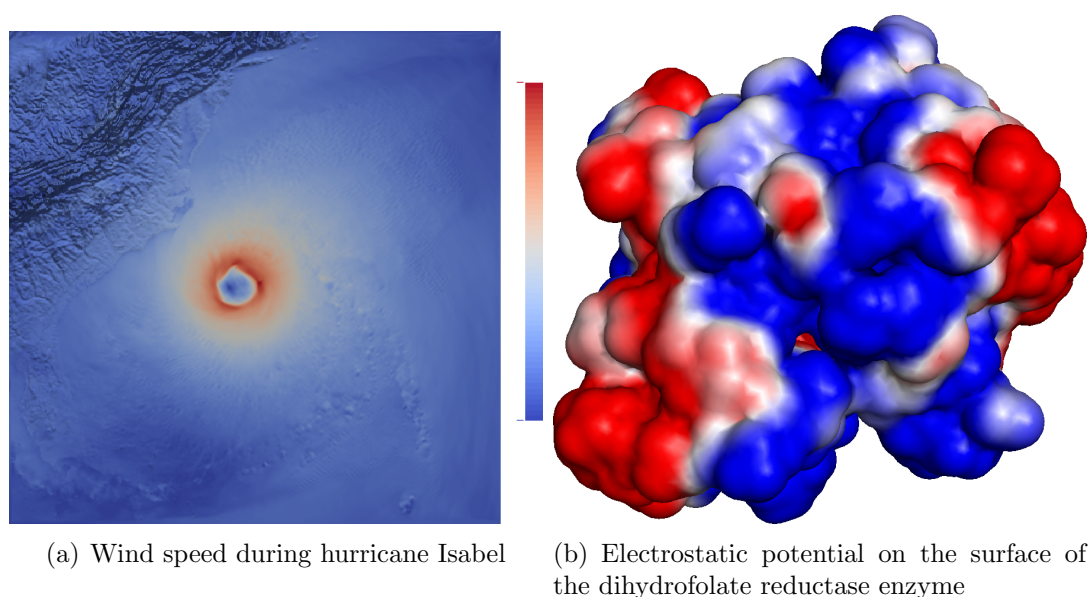 (a) Wind speed during hurricane Isabel
(b) Electrostatic potential on the surface of
the dihydrofolate reductase enzyme